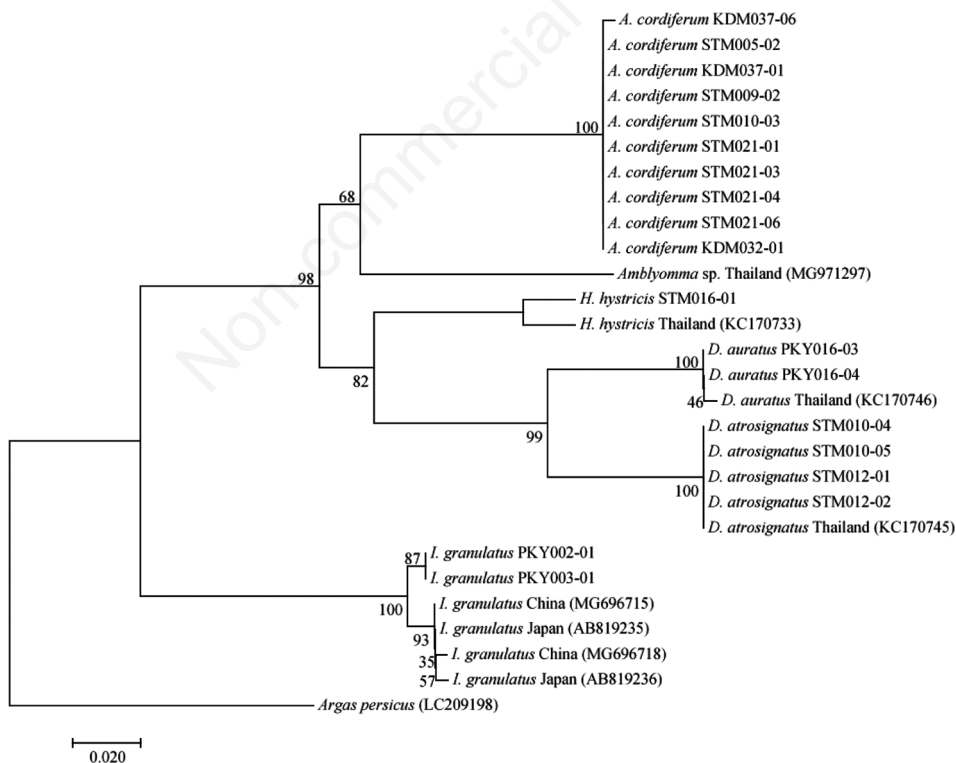 A. cordiferum KDM037-06
A. cordiferum STM005-02
A. cordiferum KDM037-01
A. cordiferum STM009-02
A. cordiferum STM010-03
100
A. cordiferum STM021-01
A. cordiferum STM021-03
A. cordiferum STM021-04
68
A. cordiferum STM021-06
A. cordiferum KDM032-01
Amblyomma sp. Thailand (MG971297)
98
H. hystricis STM016-01
H. hystricis Thailand (KC170733)
D. auratus PKY016-03
100
D. auratus PKY016-04
82
D. auratus Thailand (KC170746)
46
D. atrosignatus STM010-04
99
D. atrosignatus STM010-05
D. atrosignatus STM012-01
100
D. atrosignatus STM012-02
D. atrosignatus Thailand (KC170745)
I. granulatus PKY002-01
87
I. granulatus PKY003-01
100
I. granulatus China (MG696715)
I. granulatus Japan (AB819235)
93
I. granulatus China (MG696718)
35
I. granulatus Japan (AB819236)
57
Argas persicus (LC209198)
0.020
Non-commercial